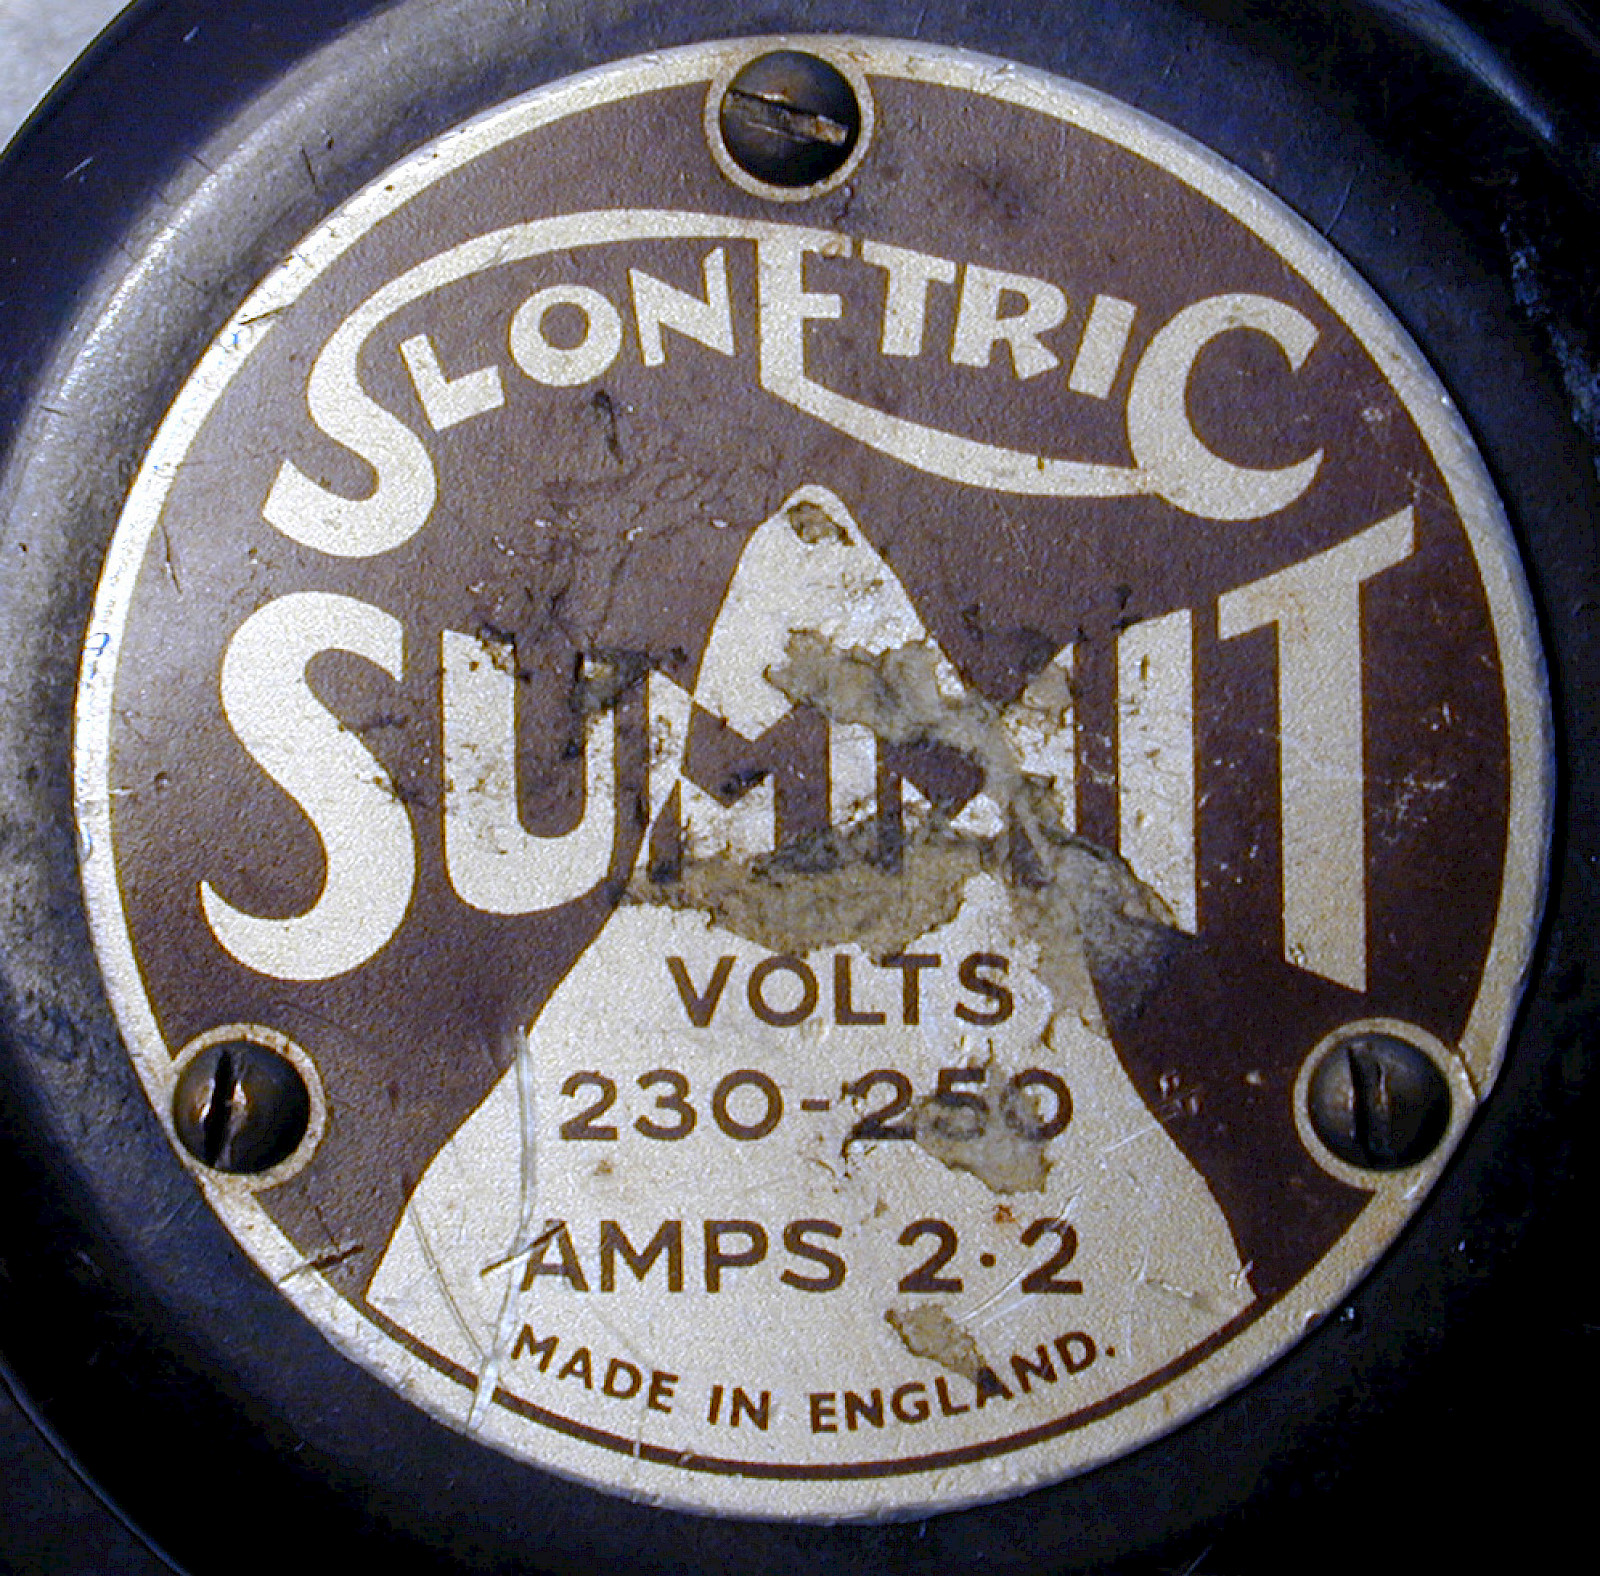 SLONETRIC
SUMMIT
VOLTS
230-250
AMPS 2·2
MADE IN ENGLAND.